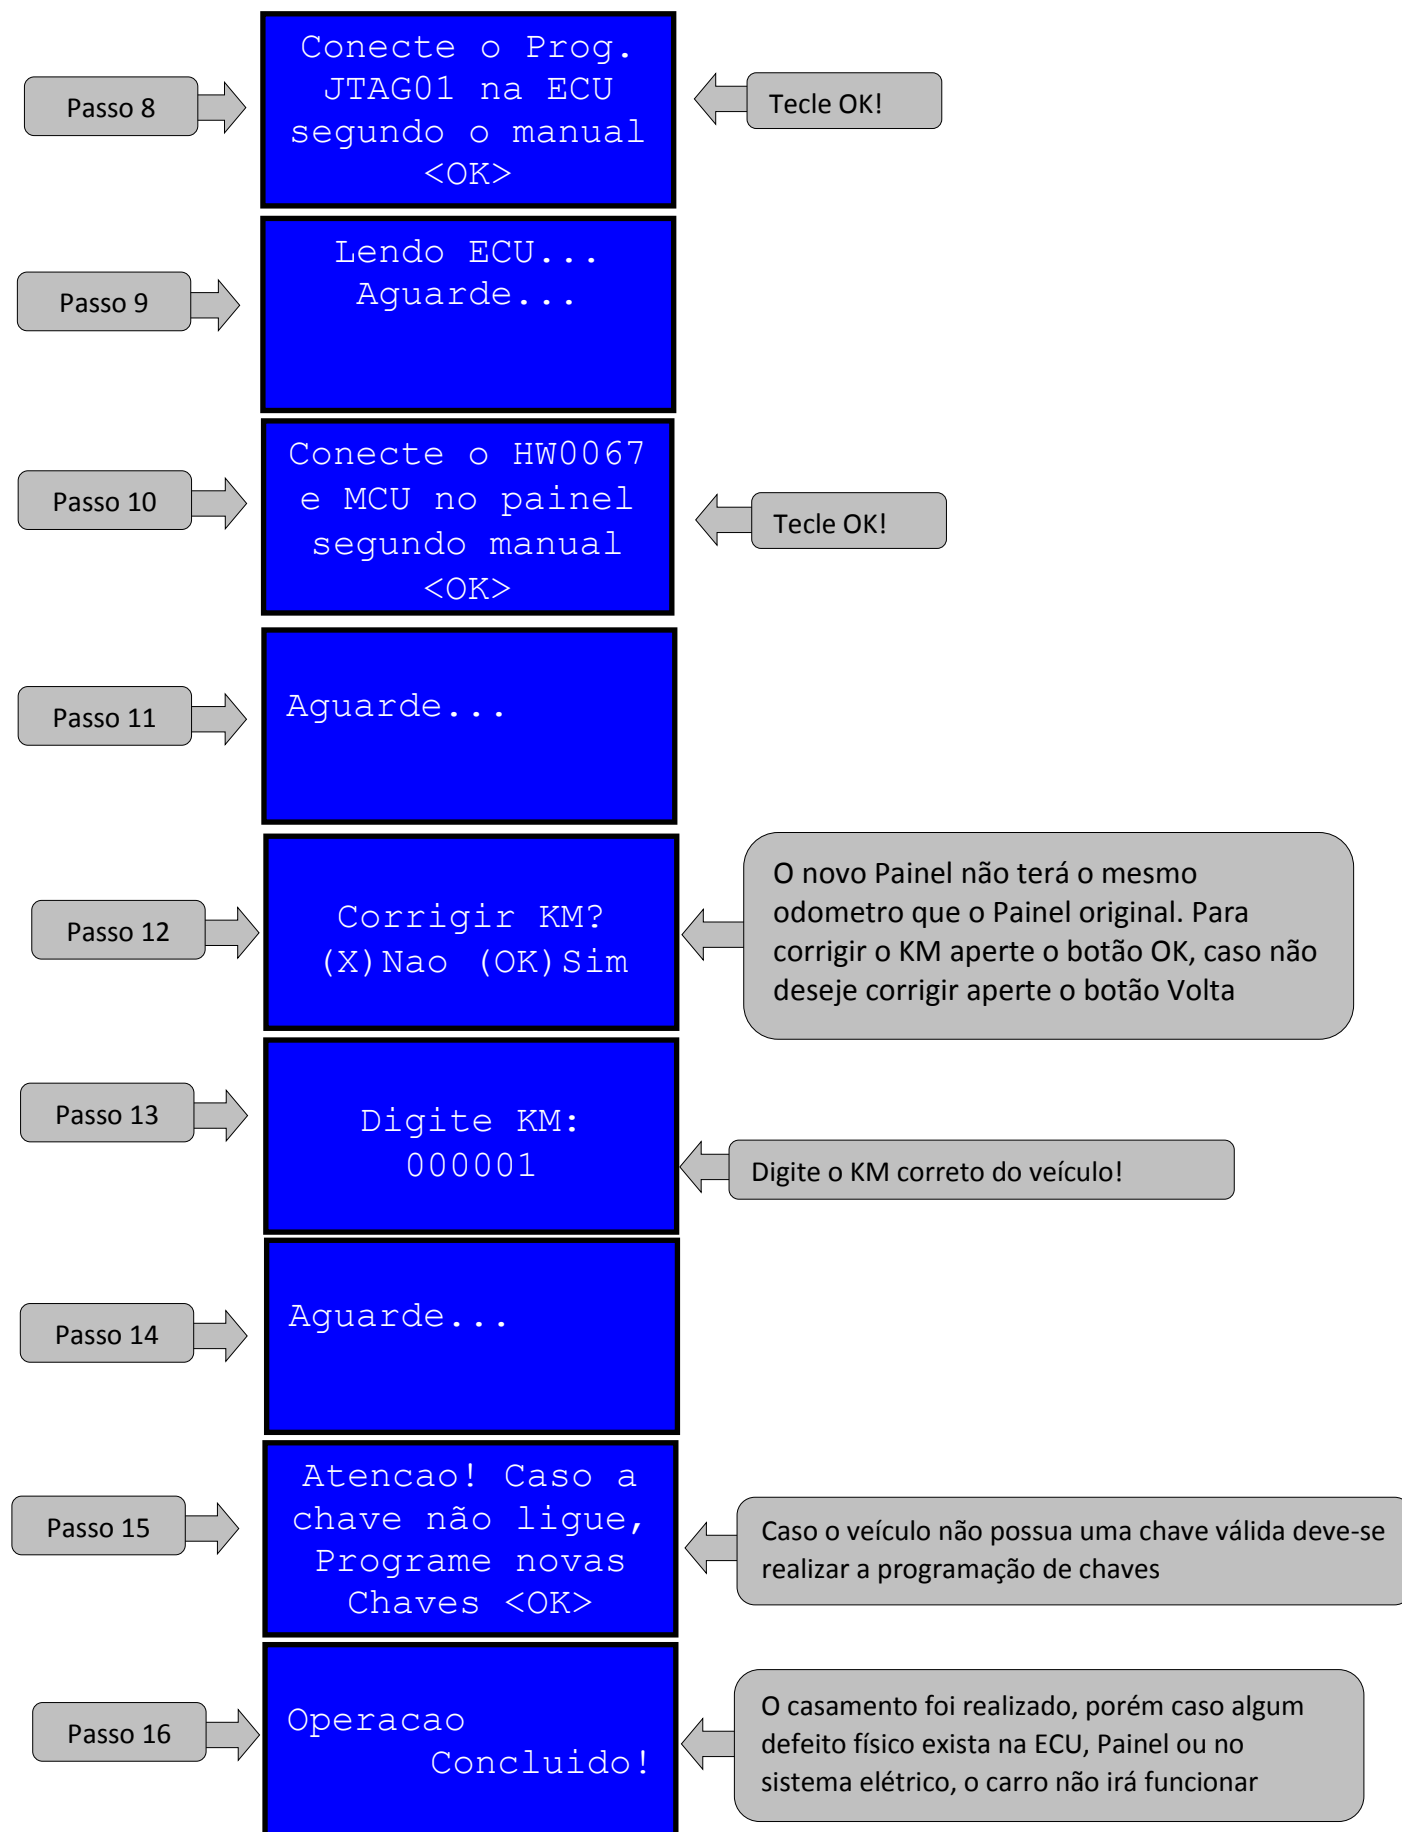 Passo 8
Conecte o Prog.
JTAG01 na ECU
segundo o manual
<OK>
Tecle OK!
Passo 9
Lendo ECU...
Aguarde...
Passo 10
Conecte o HW0067
e MCU no painel
segundo manual
<OK>
Tecle OK!
Passo 11
Aguarde...
Passo 12
Corrigir KM?
(X)Nao (OK)Sim
O novo Painel não terá o mesmo
odometro que o Painel original. Para
corrigir o KM aperte o botão OK, caso não
deseje corrigir aperte o botão Volta
Passo 13
Digite KM:
000001
Digite o KM correto do veículo!
Passo 14
Aguarde...
Passo 15
Atencao! Caso a
chave não ligue,
Programe novas
Chaves <OK>
Caso o veículo não possua uma chave válida deve-se
realizar a programação de chaves
Passo 16
Operacao
Concluido!
O casamento foi realizado, porém caso algum
defeito físico exista na ECU, Painel ou no
sistema elétrico, o carro não irá funcionar